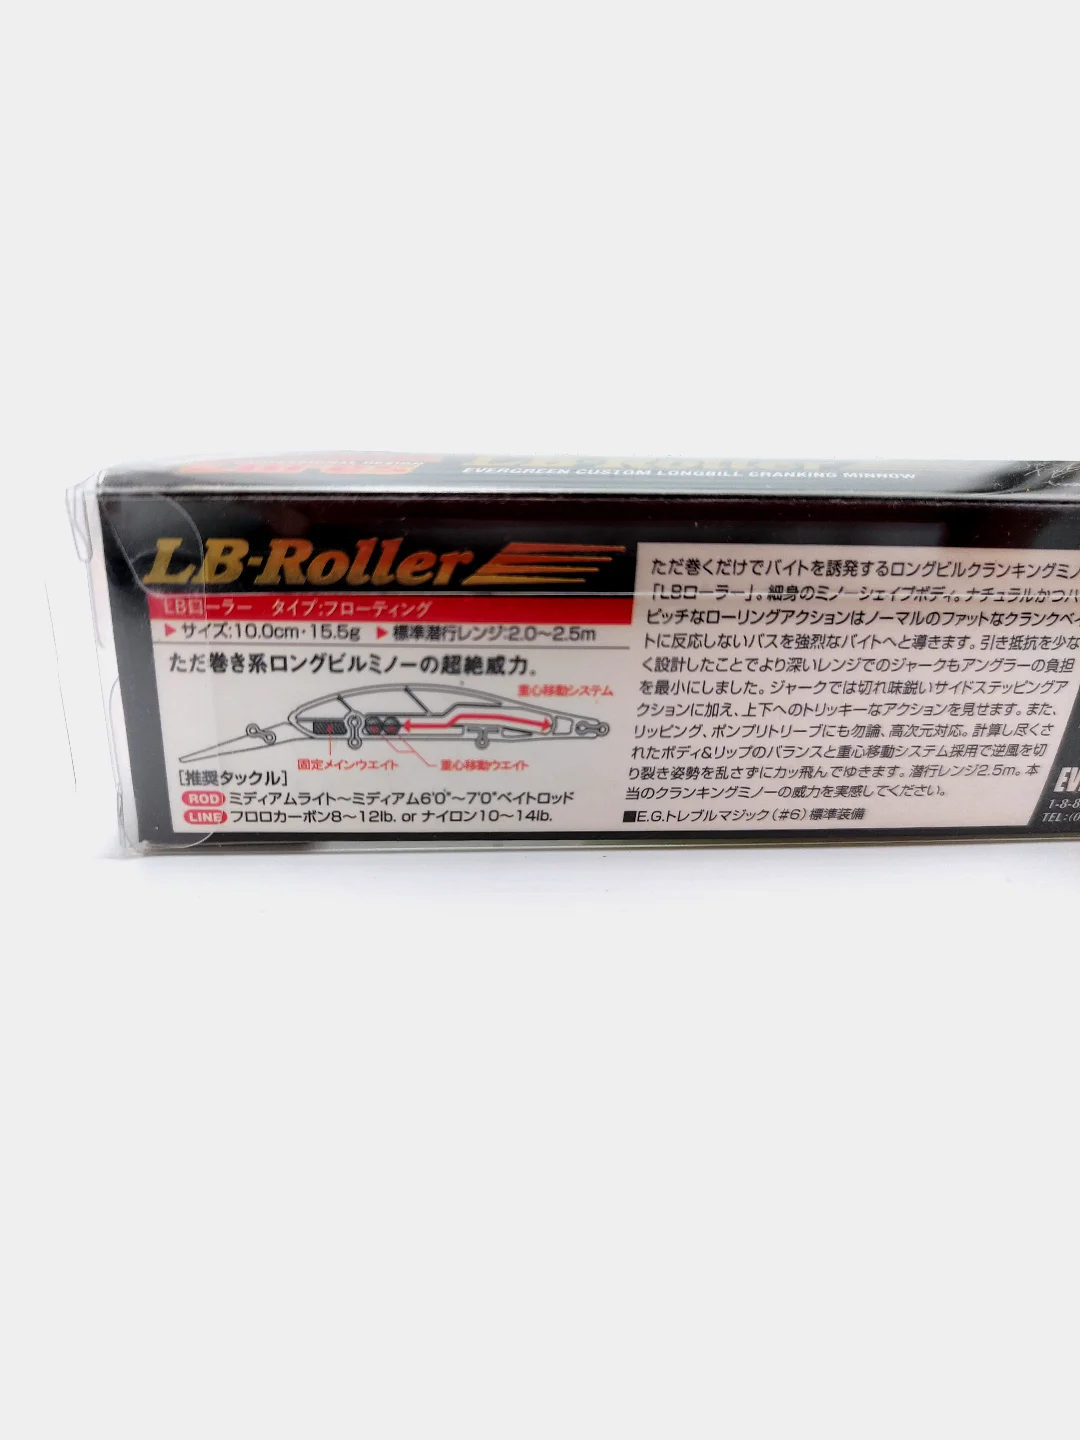 EVERGREEN CUSTOM LONGBILL CRANKING MINNOW
LB-Roller
LBローラー タイプ:フローティング
▶サイズ:10.0cm・15.5g ▶標準潜行レンジ:2.0〜2.5m
ただ巻き系ロングビルミノーの超絶威力。
重心移動システム
固定メインウエイト 重心移動ウエイト
[推奨タックル]
ROD ミディアムライト〜ミディアム6'0"〜7'0"ベイトロッド
LINE フロロカーボン8〜12lb. or ナイロン10〜14lb.
ただ巻くだけでバイトを誘発するロングビルクランキングミノ
「LBローラー」。細身のミノーシェイプボディ。ナチュラルかつハ
ピッチなローリングアクションはノーマルのファットなクランクベイ
トに反応しないバスを強烈なバイトへと導きます。引き抵抗を少な
く設計したことでより深いレンジでのジャークもアングラーの負担
を最小にしました。ジャークでは切れ味鋭いサイドステッピングア
クションに加え、上下へのトリッキーなアクションを見せます。また、
リッピング、ポンプリトリーブにも勿論、高次元対応。計算し尽くさ
れたボディ&リップのバランスと重心移動システム採用で逆風を切
り裂き姿勢を乱さずにカッ飛んでゆきます。潜行レンジ2.5m。本
当のクランキングミノーの威力を実感してください。
■E.G.トレブルマジック(#6)標準装備
EV
1-8-8
TEL:(0